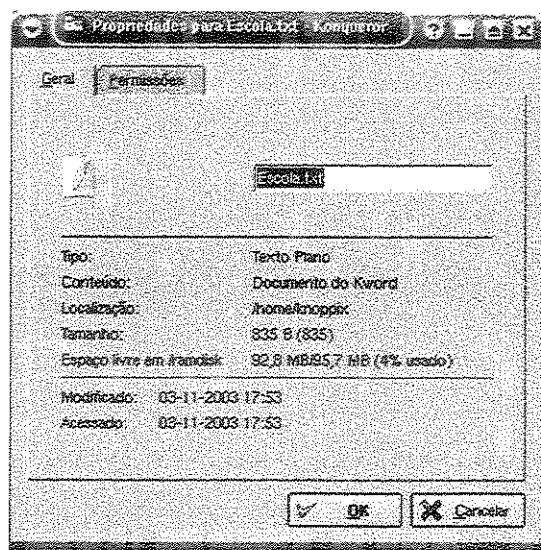 Propriedades para Escola.txt - Konqueror
Geral Permissões
Escola.txt
Tipo: Texto Plano
Conteúdo: Documento do Kword
Localização: /home/knoppix
Tamanho: 835 B (835)
Espaço livre em /ramdisk 92,8 MB/95,7 MB (4% usado)
Modificado: 03-11-2003 17:53
Acessado: 03-11-2003 17:53
OK Cancelar